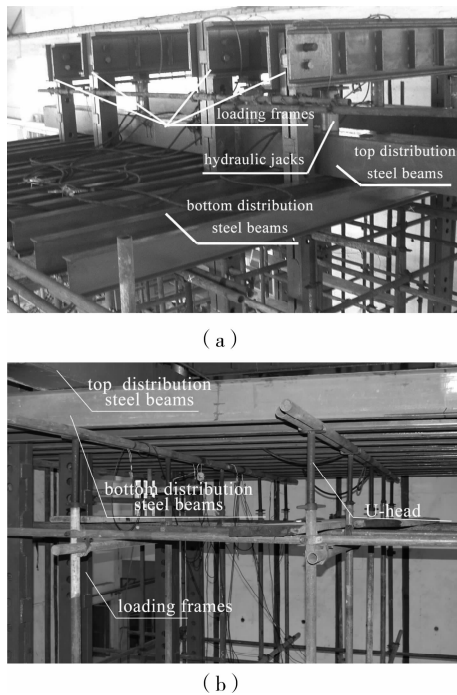 loading frames
hydraulic jacks
top distribution
steel beams
bottom distribution
steel beams
(a)
top distribution
steel beams
bottom distribution
steel beams
U-head
loading frames
(b)